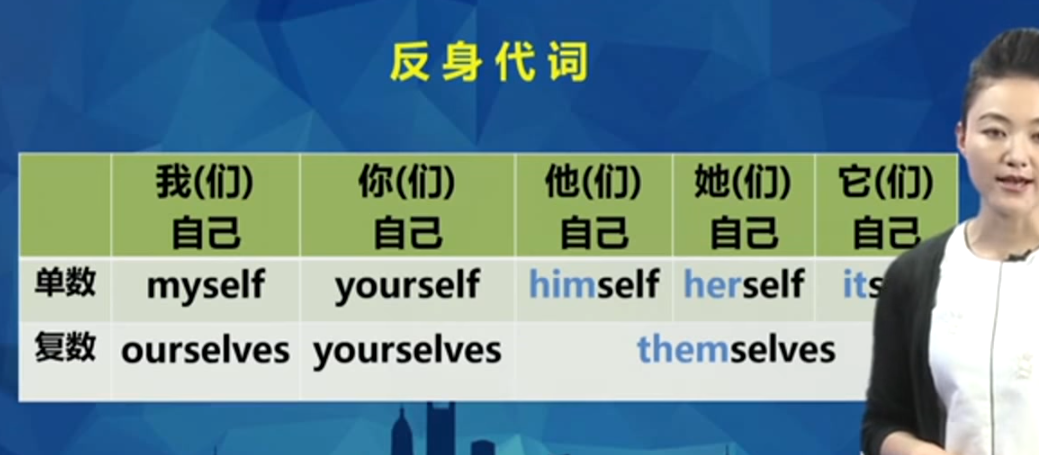 反身代词
我(们)自己 你(们)自己 他(们)自己 她(们)自己 它(们)自己
单数 myself yourself himself herself its
复数 ourselves yourselves themselves